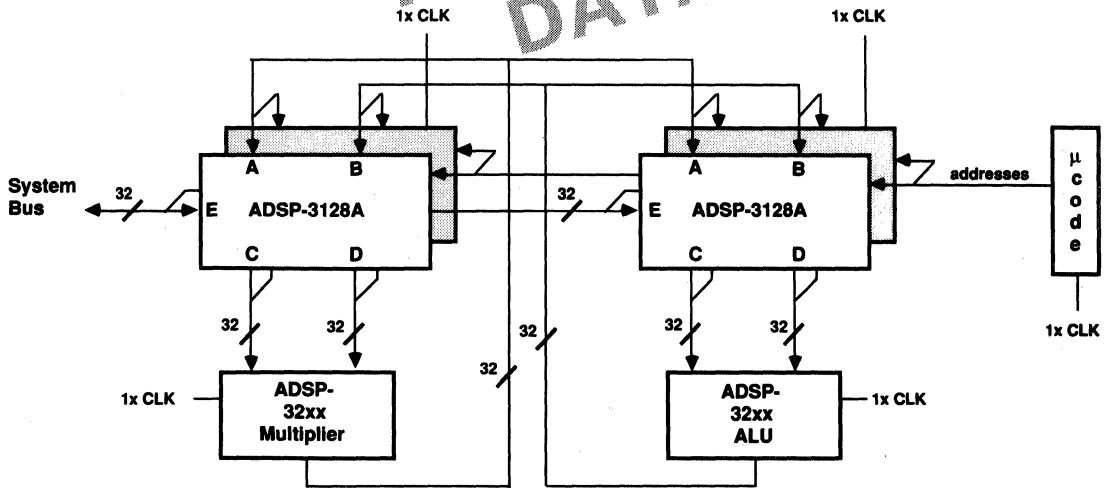 DATA
1x CLK
1x CLK
A B
A B
System
Bus
32
E ADSP-3128A
32
E ADSP-3128A
addresses
μ
c
o
d
e
C D
C D
32
32
32
32
32
32
1x CLK
1x CLK
ADSP-
32xx
Multiplier
ADSP-
32xx
ALU
1x CLK